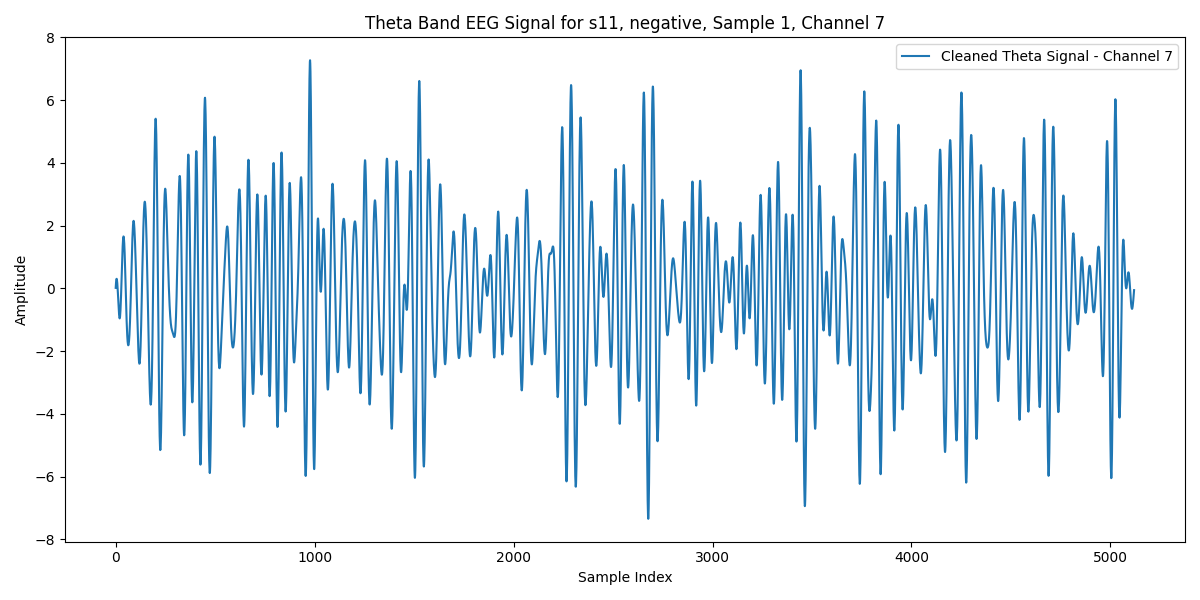 Theta Band EEG Signal for s11, negative, Sample 1, Channel 7
Cleaned Theta Signal - Channel 7
Amplitude
8
6
4
2
0
−2
−4
−6
−8
0 1000 2000 3000 4000 5000
Sample Index